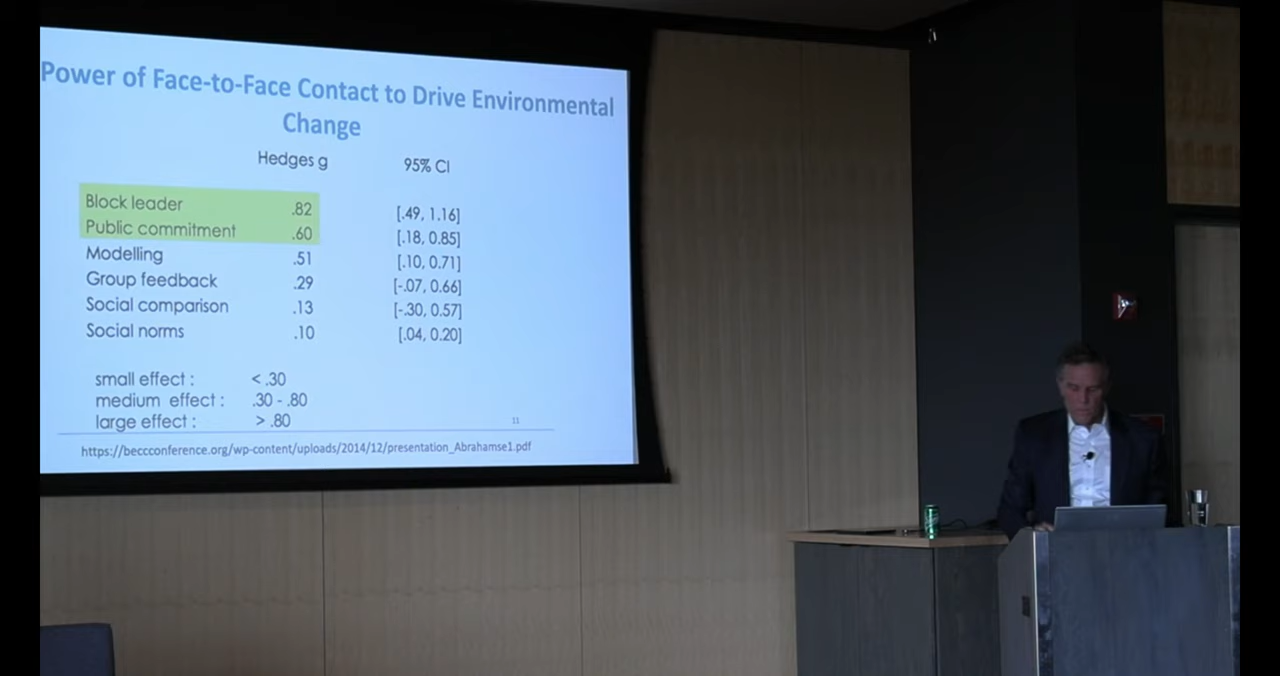 Power of Face-to-Face Contact to Drive Environmental
Change
Hedges g 95% CI
Block leader .82 [.49, 1.16]
Public commitment .60 [.18, 0.85]
Modelling .51 [.10, 0.71]
Group feedback .29 [-.07, 0.66]
Social comparison .13 [-.30, 0.57]
Social norms .10 [.04, 0.20]
small effect : < .30
medium effect : .30 - .80
large effect : > .80
11
https://beccconference.org/wp-content/uploads/2014/12/presentation_Abrahamse1.pdf